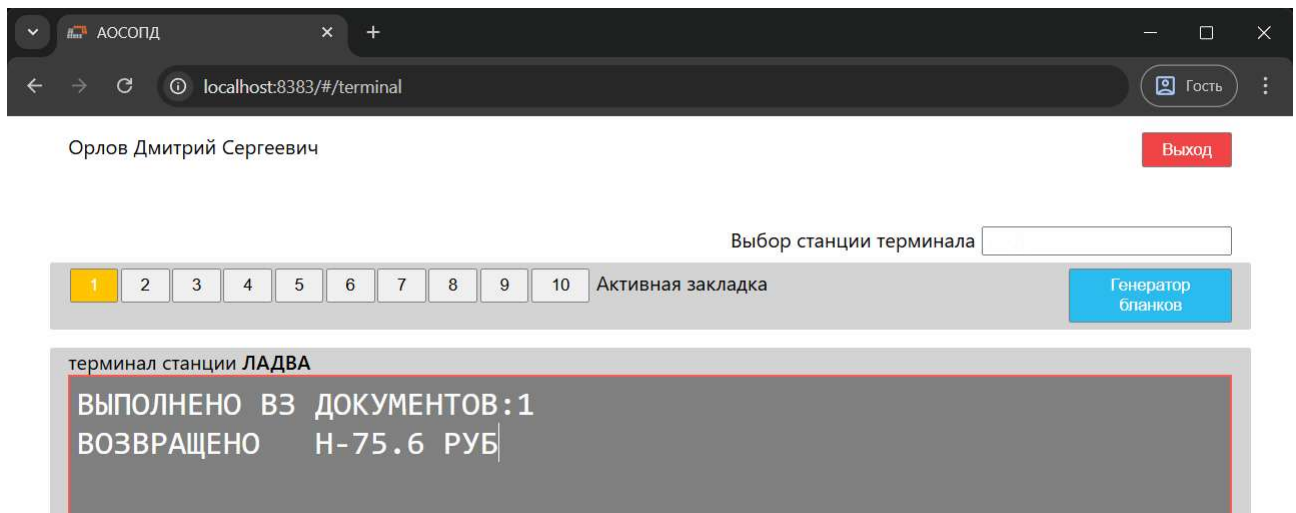 АОСОПД
localhost:8383/#/terminal
Гость
Орлов Дмитрий Сергеевич
Выход
Выбор станции терминала
1 2 3 4 5 6 7 8 9 10 Активная закладка
Генератор
бланков
терминал станции ЛАДВА
ВЫПОЛНЕНО ВЗ ДОКУМЕНТОВ:1
ВОЗВРАЩЕНО Н-75.6 РУБ